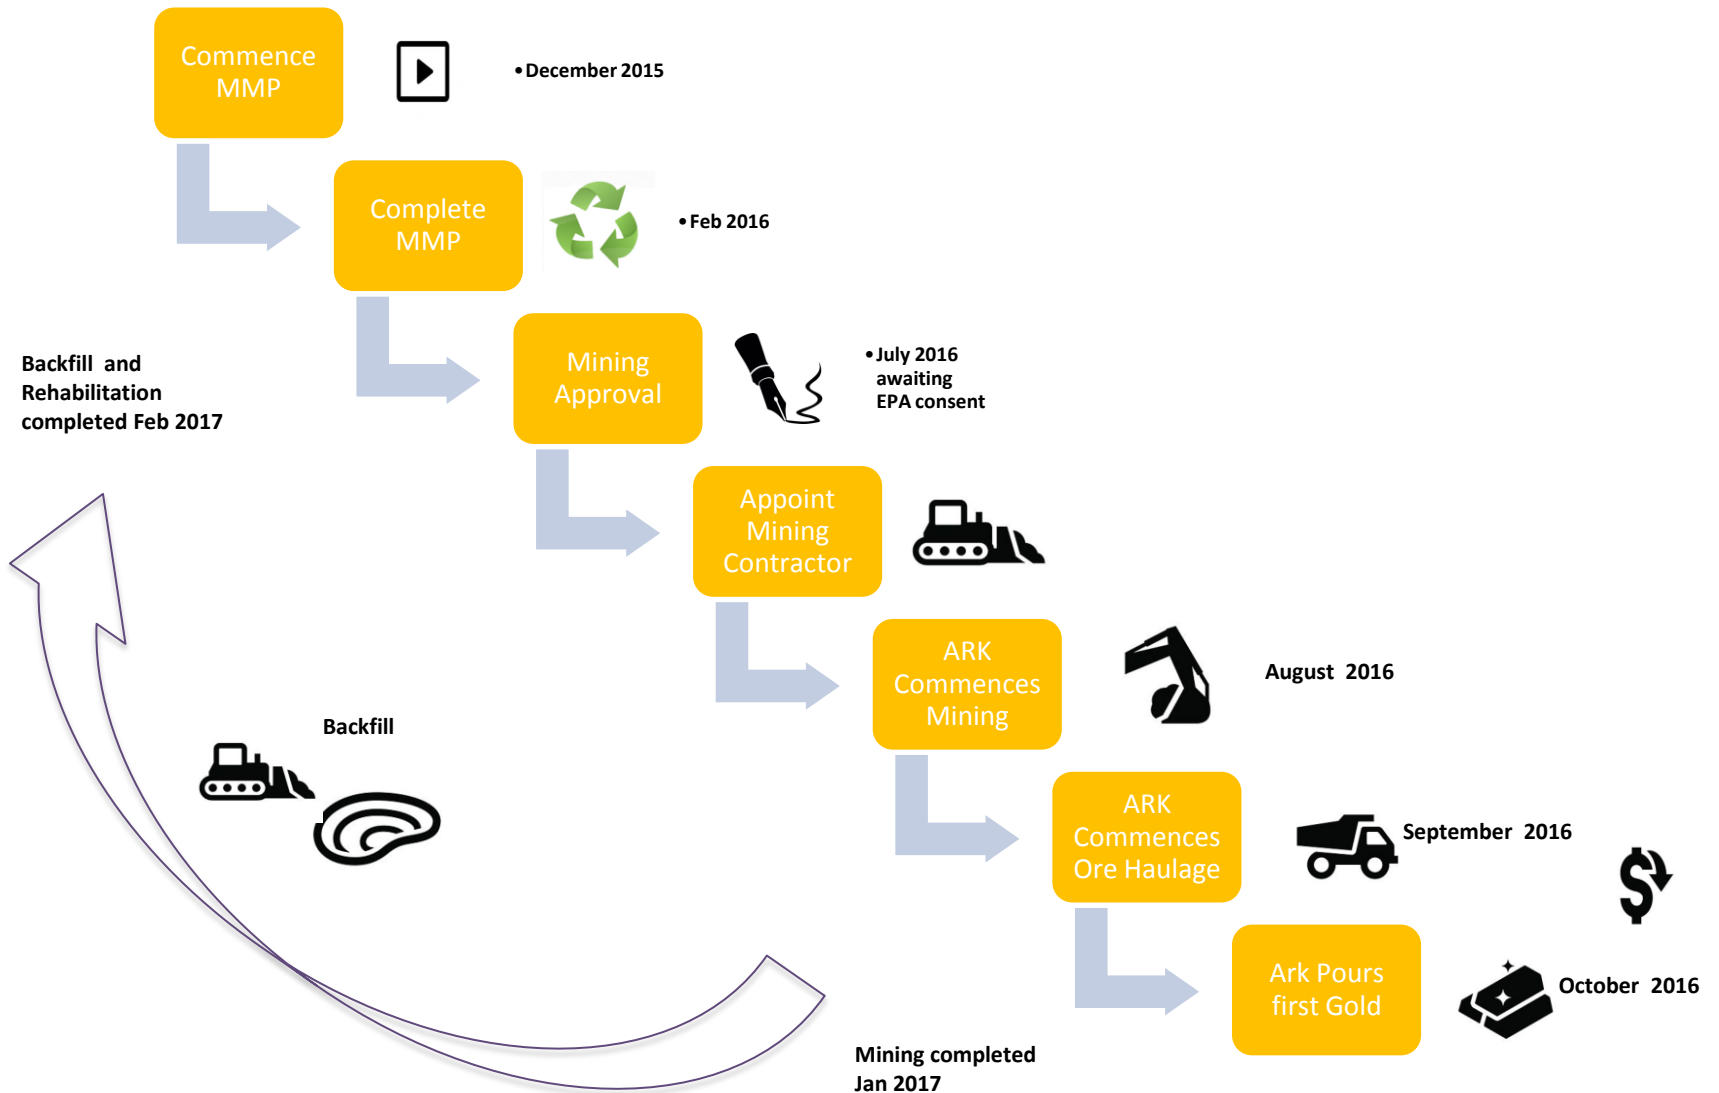 Commence
MMP
•December 2015
Complete
MMP
•Feb 2016
Mining
Approval
•July 2016
awaiting
EPA consent
Backfill and
Rehabilitation
completed Feb 2017
Appoint
Mining
Contractor
ARK
Commences
Mining
August 2016
Backfill
ARK
Commences
Ore Haulage
September 2016
$
Ark Pours
first Gold
October 2016
Mining completed
Jan 2017